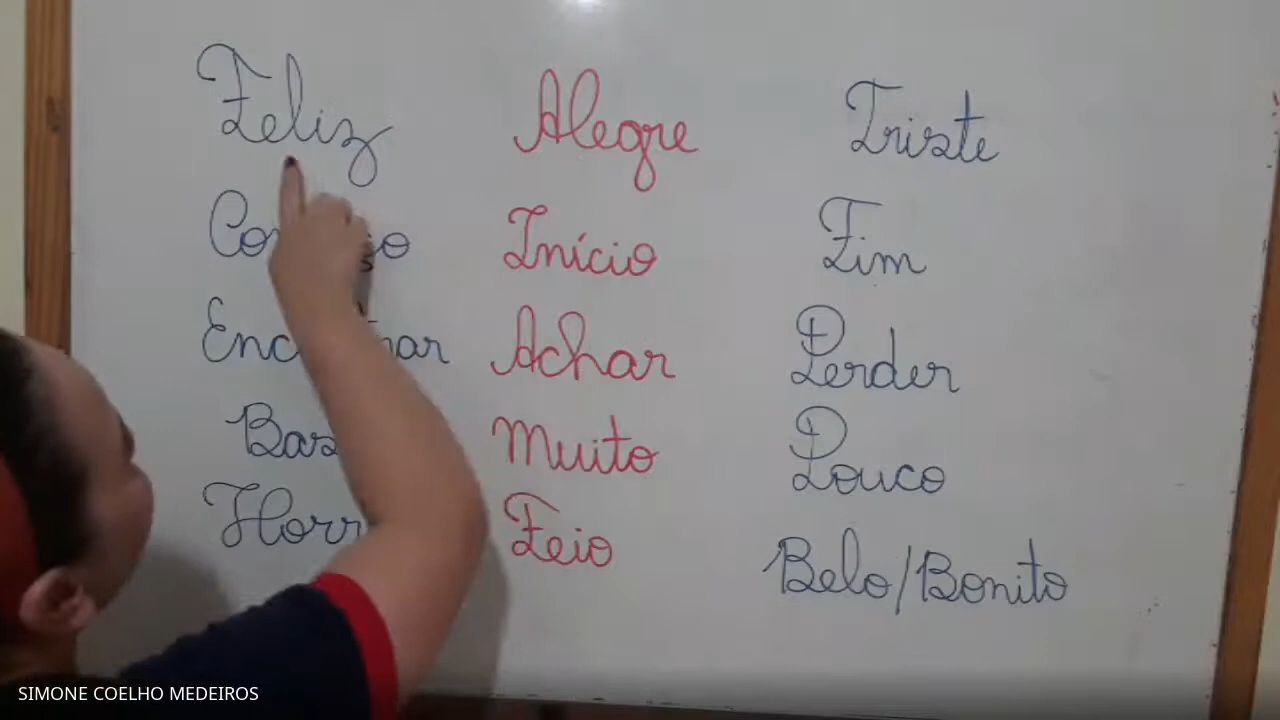 Feliz Alegre Triste
Início Fim
Achar Perder
Muito Pouco
Feio Belo/Bonito
SIMONE COELHO MEDEIROS